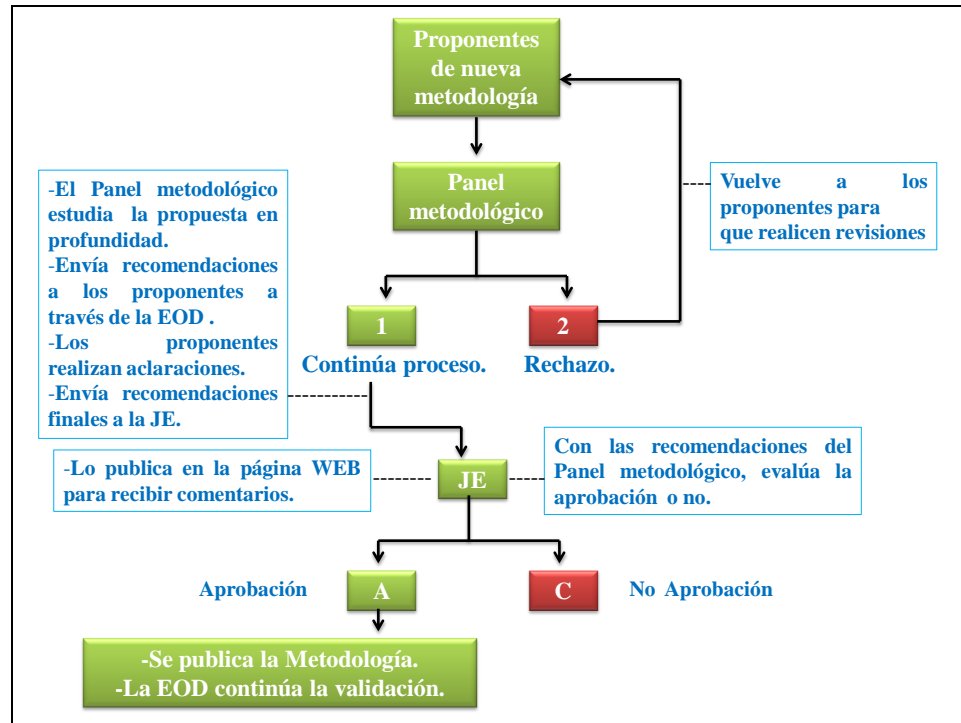 Proponentes
de nueva
metodología
Panel
metodológico
-El Panel metodológico
estudia la propuesta en
profundidad.
-Envía recomendaciones
a los proponentes a
través de la EOD .
-Los proponentes
realizan aclaraciones.
-Envía recomendaciones
finales a la JE.
Vuelve a los
proponentes para
que realicen revisiones
1
2
Continúa proceso.
Rechazo.
-Lo publica en la página WEB
para recibir comentarios.
JE
Con las recomendaciones del
Panel metodológico, evalúa la
aprobación o no.
Aprobación
A
C
No Aprobación
-Se publica la Metodología.
-La EOD continúa la validación.